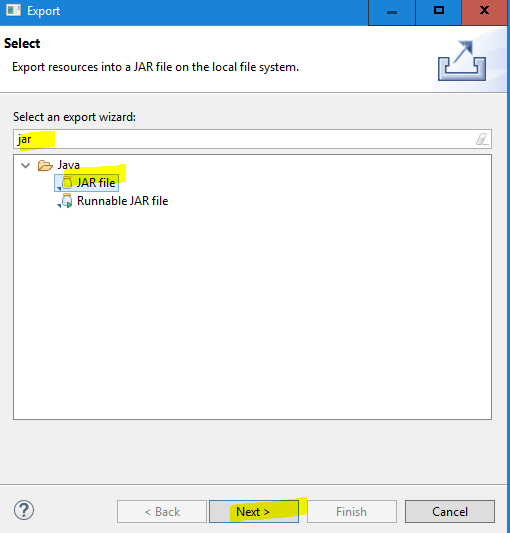 Export
X
Select
Export resources into a JAR file on the local file system.
Select an export wizard:
jar
Java
JAR file
Runnable JAR file
?
< Back
Next >
Finish
Cancel